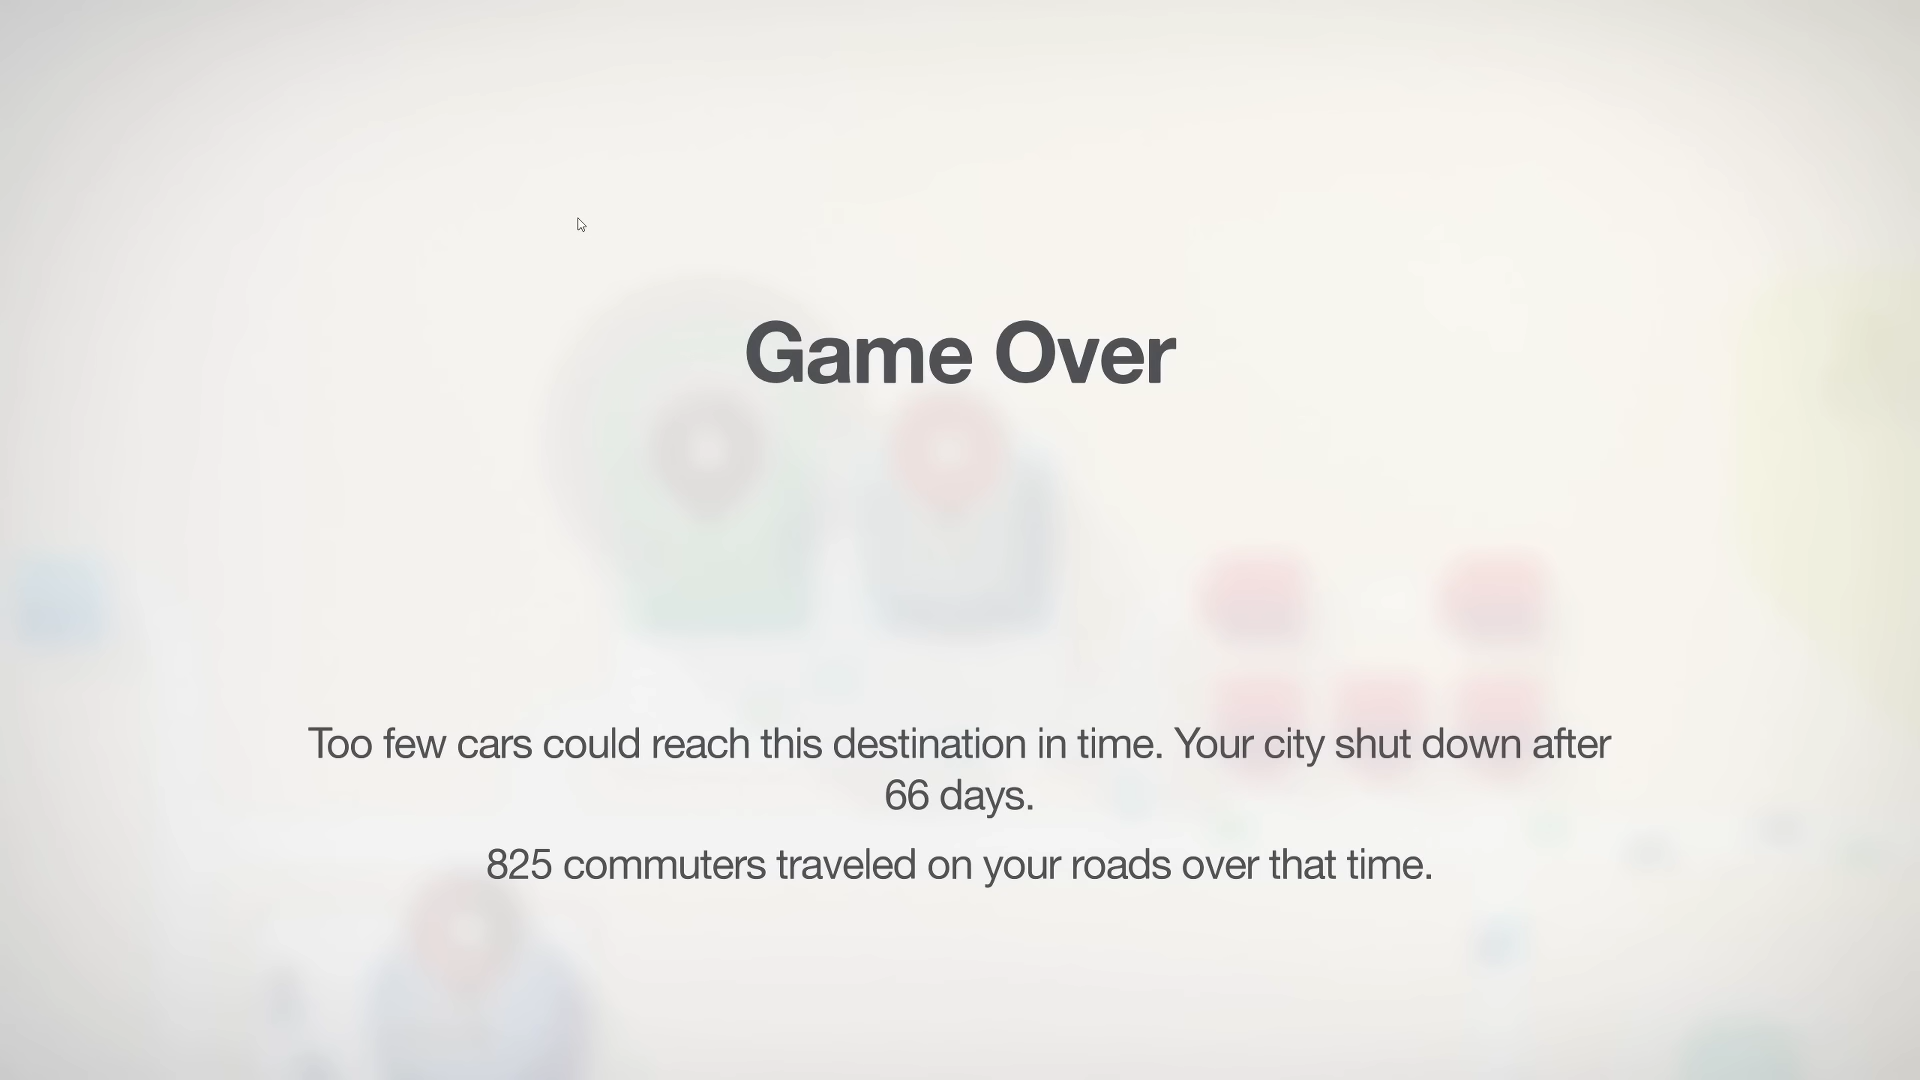 Game Over
Too few cars could reach this destination in time. Your city shut down after
66 days.
825 commuters traveled on your roads over that time.